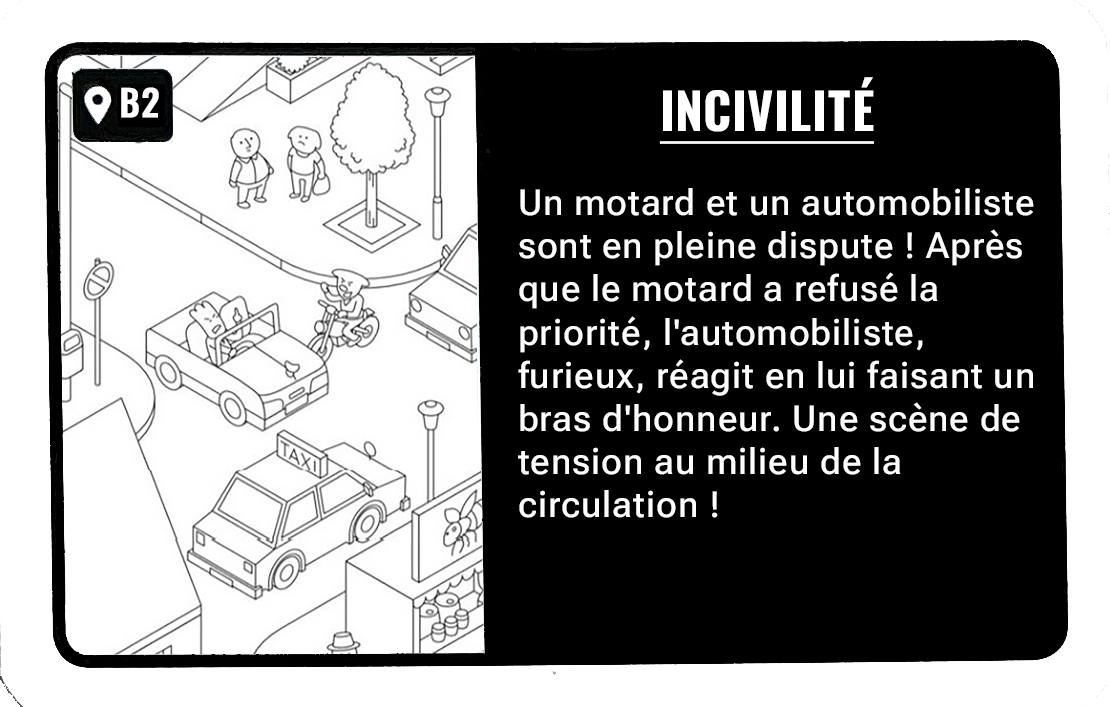 B2
INCIVILITÉ
Un motard et un automobiliste
sont en pleine dispute ! Après
que le motard a refusé la
priorité, l'automobiliste,
furieux, réagit en lui faisant un
bras d'honneur. Une scène de
tension au milieu de la
circulation !
TAXI